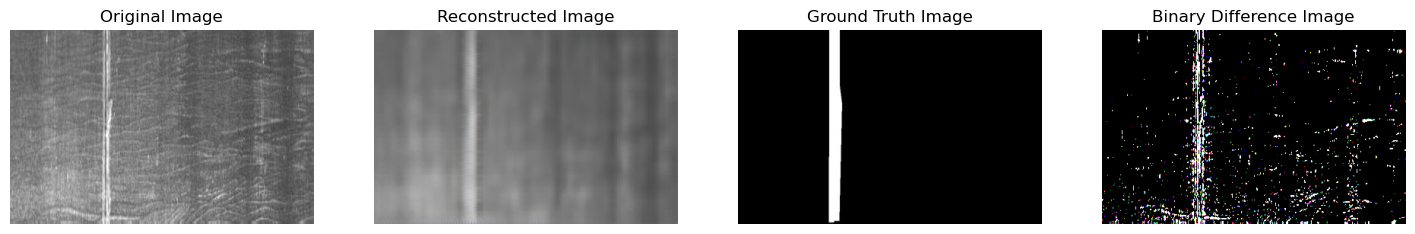 Original Image
Reconstructed Image
Ground Truth Image
Binary Difference Image